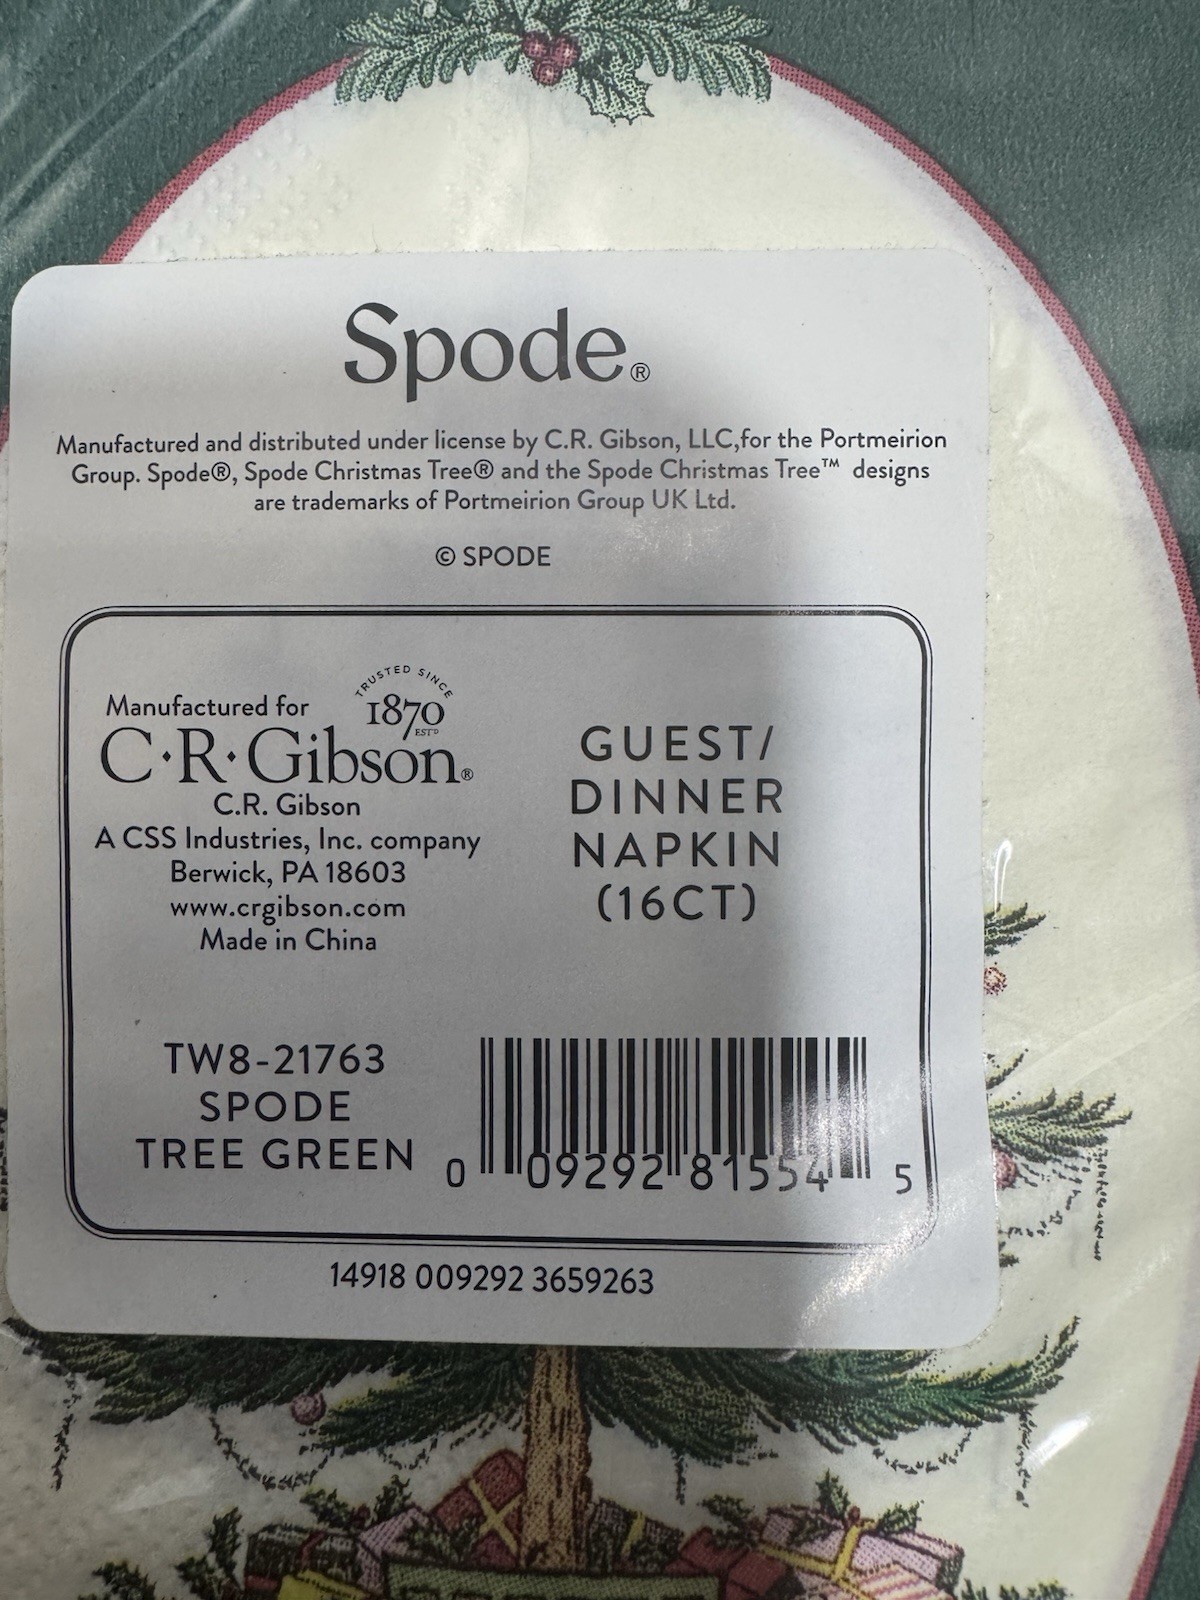 Spode®
Manufactured and distributed under license by C.R. Gibson, LLC,for the Portmeirion
Group. Spode®, Spode Christmas Tree® and the Spode Christmas Tree™ designs
are trademarks of Portmeirion Group UK Ltd.
© SPODE
TRUSTED SINCE
1870
ESTD
Manufactured for
C·R·Gibson®
C.R. Gibson
A CSS Industries, Inc. company
Berwick, PA 18603
www.crgibson.com
Made in China
GUEST/
DINNER
NAPKIN
(16CT)
TW8-21763
SPODE
TREE GREEN
0 09292 81554 5
14918 009292 3659263